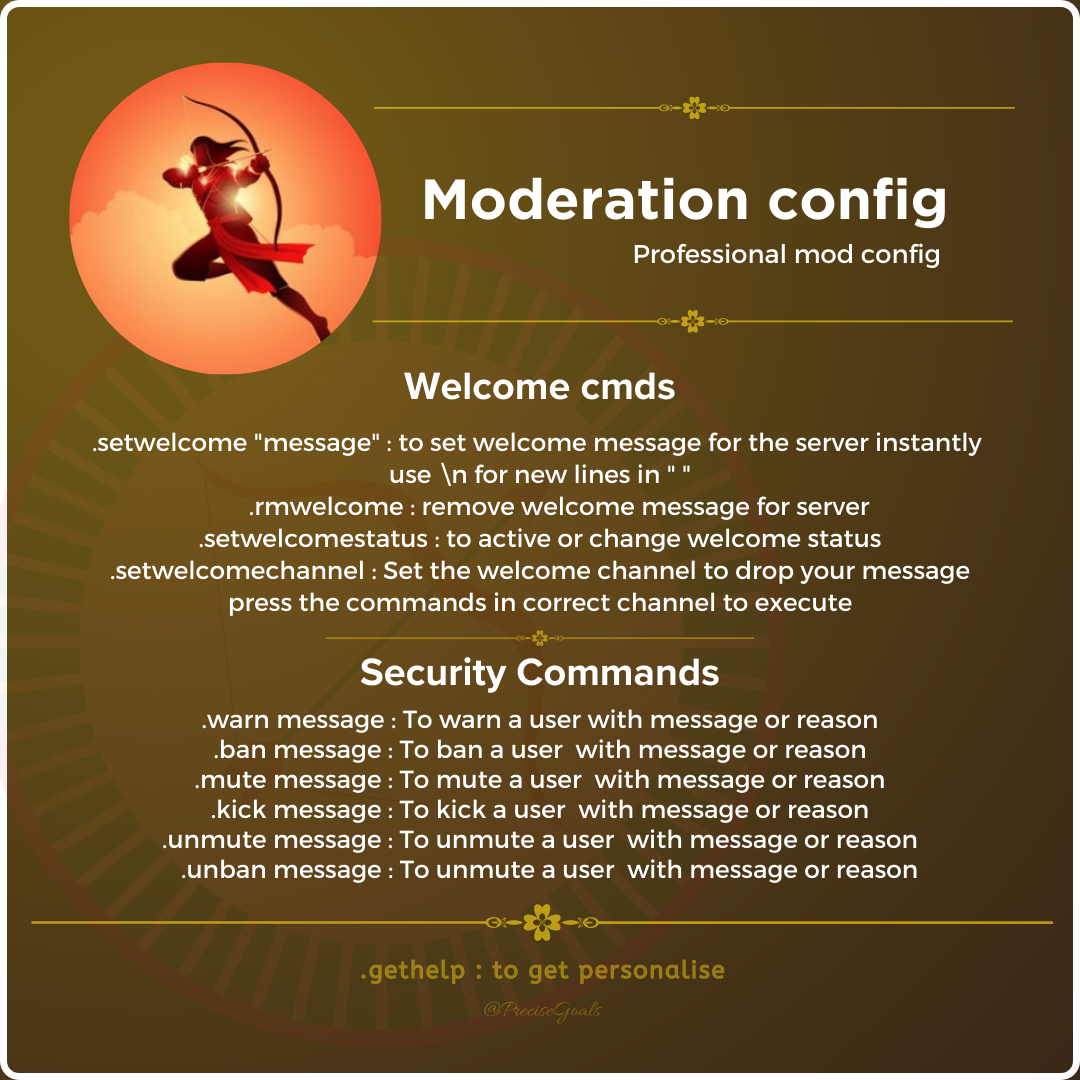 Moderation config
Professional mod config
Welcome cmds
.setwelcome "message" : to set welcome message for the server instantly
use \n for new lines in " "
.rmwelcome : remove welcome message for server
.setwelcomestatus : to active or change welcome status
.setwelcomechannel : Set the welcome channel to drop your message
press the commands in correct channel to execute
Security Commands
.warn message : To warn a user with message or reason
.ban message : To ban a user  with message or reason
.mute message : To mute a user  with message or reason
.kick message : To kick a user  with message or reason
.unmute message : To unmute a user  with message or reason
.unban message : To unmute a user  with message or reason
.gethelp : to get personalise
@PreciseGoals